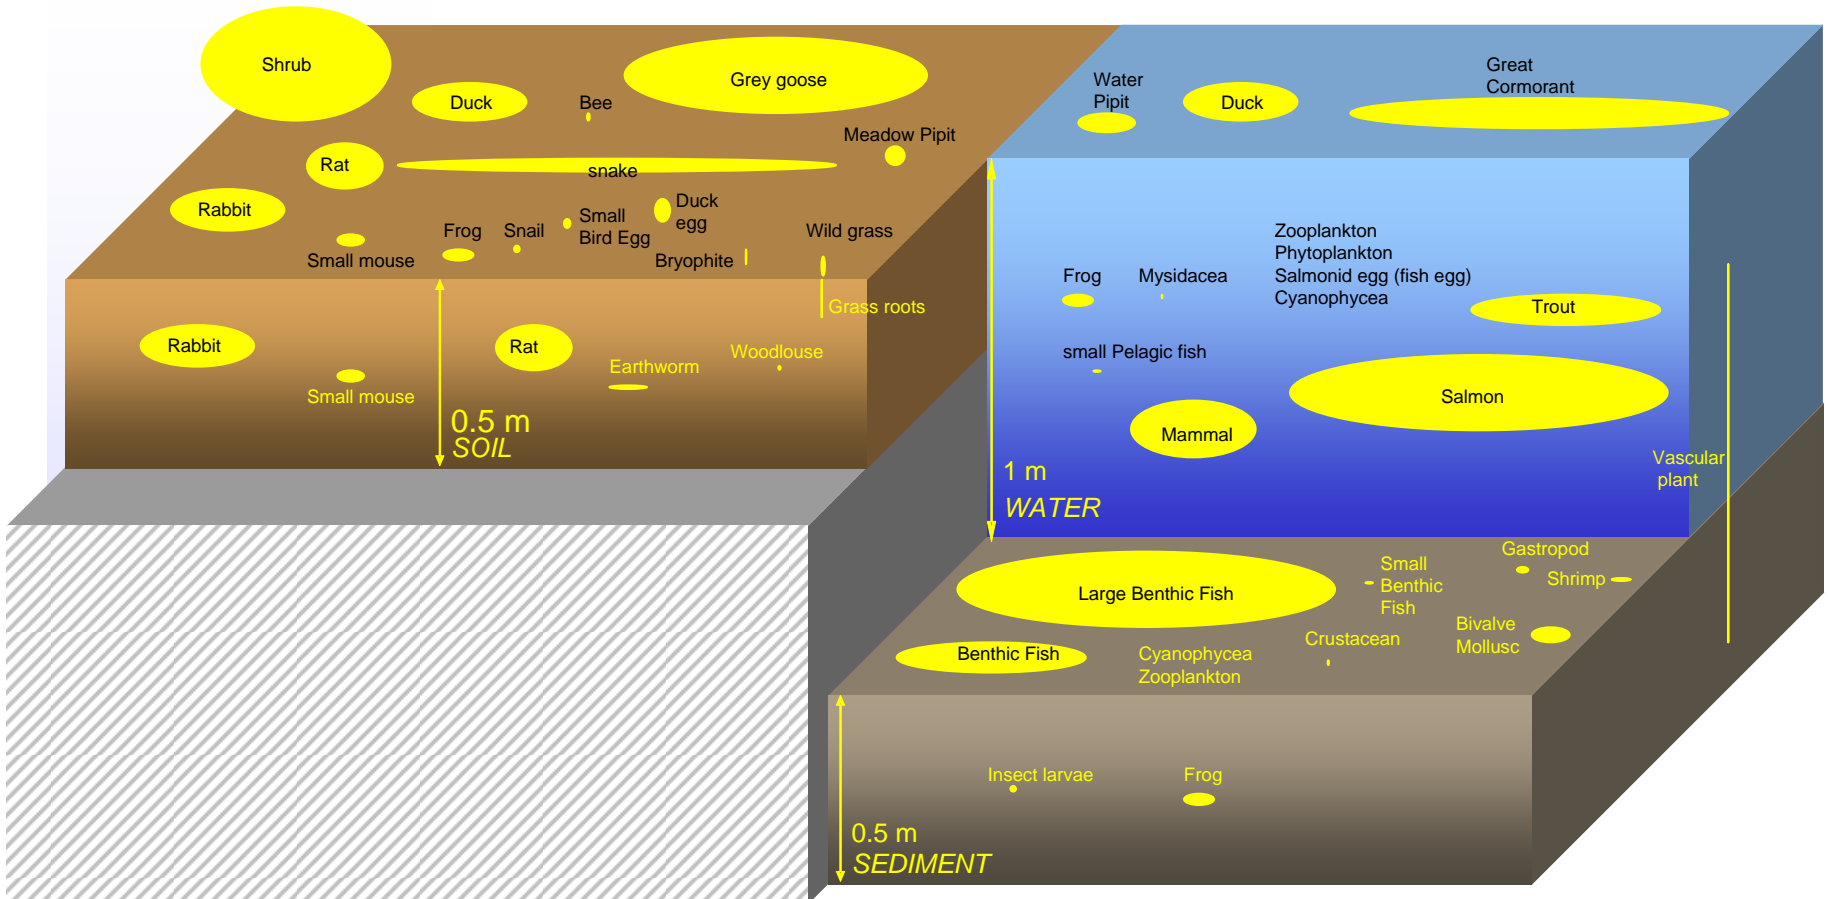 Shrub
Duck
Bee
Grey goose
Meadow Pipit
Rat
snake
Rabbit
Small mouse
Frog
Snail
Small
Bird Egg
Duck
egg
Bryophite
Wild grass
Grass roots
Rabbit
Small mouse
Rat
Earthworm
Woodlouse
0.5 m
SOIL
Water
Pipit
Duck
Great
Cormorant
Frog
Mysidacea
Zooplankton
Phytoplankton
Salmonid egg (fish egg)
Cyanophycea
Trout
small Pelagic fish
Salmon
Mammal
Vascular
plant
1 m
WATER
Large Benthic Fish
Small
Benthic
Fish
Gastropod
Shrimp
Benthic Fish
Cyanophycea
Zooplankton
Crustacean
Bivalve
Mollusc
Insect larvae
Frog
0.5 m
SEDIMENT